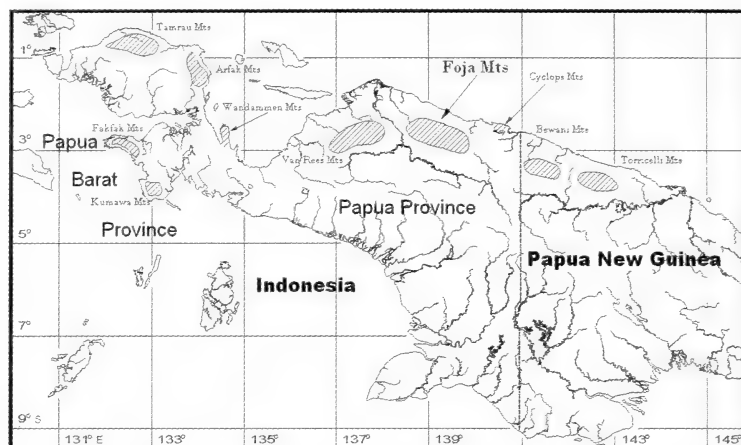 Tamrau Mts
1°
Arfak Mts
Foja Mts
Cyclops Mts
Wandammen Mts
Fakfak Mts
Bewani Mts
3°
Papua
Van Rees Mts
Torricelli Mts
Barat
Kumawa Mts
Papua Province
Province
5°
Indonesia
Papua New Guinea
7°
9° S
131° E
133°
135°
137°
139°
141°
143°
145°